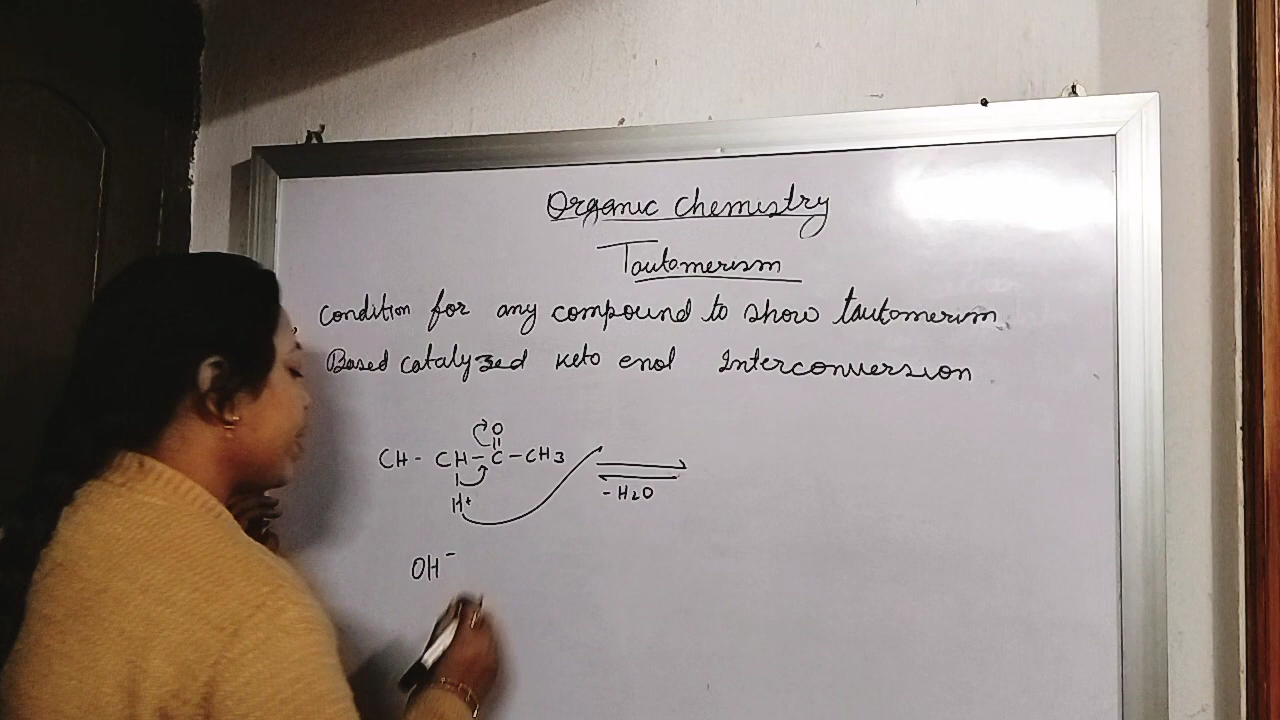 Organic chemistry
Tautomerism
condition for any compound to show tautomerism
Based catalyzed keto enol Interconversion
O
CH - CH - C - CH3
- H2O
H+
OH-